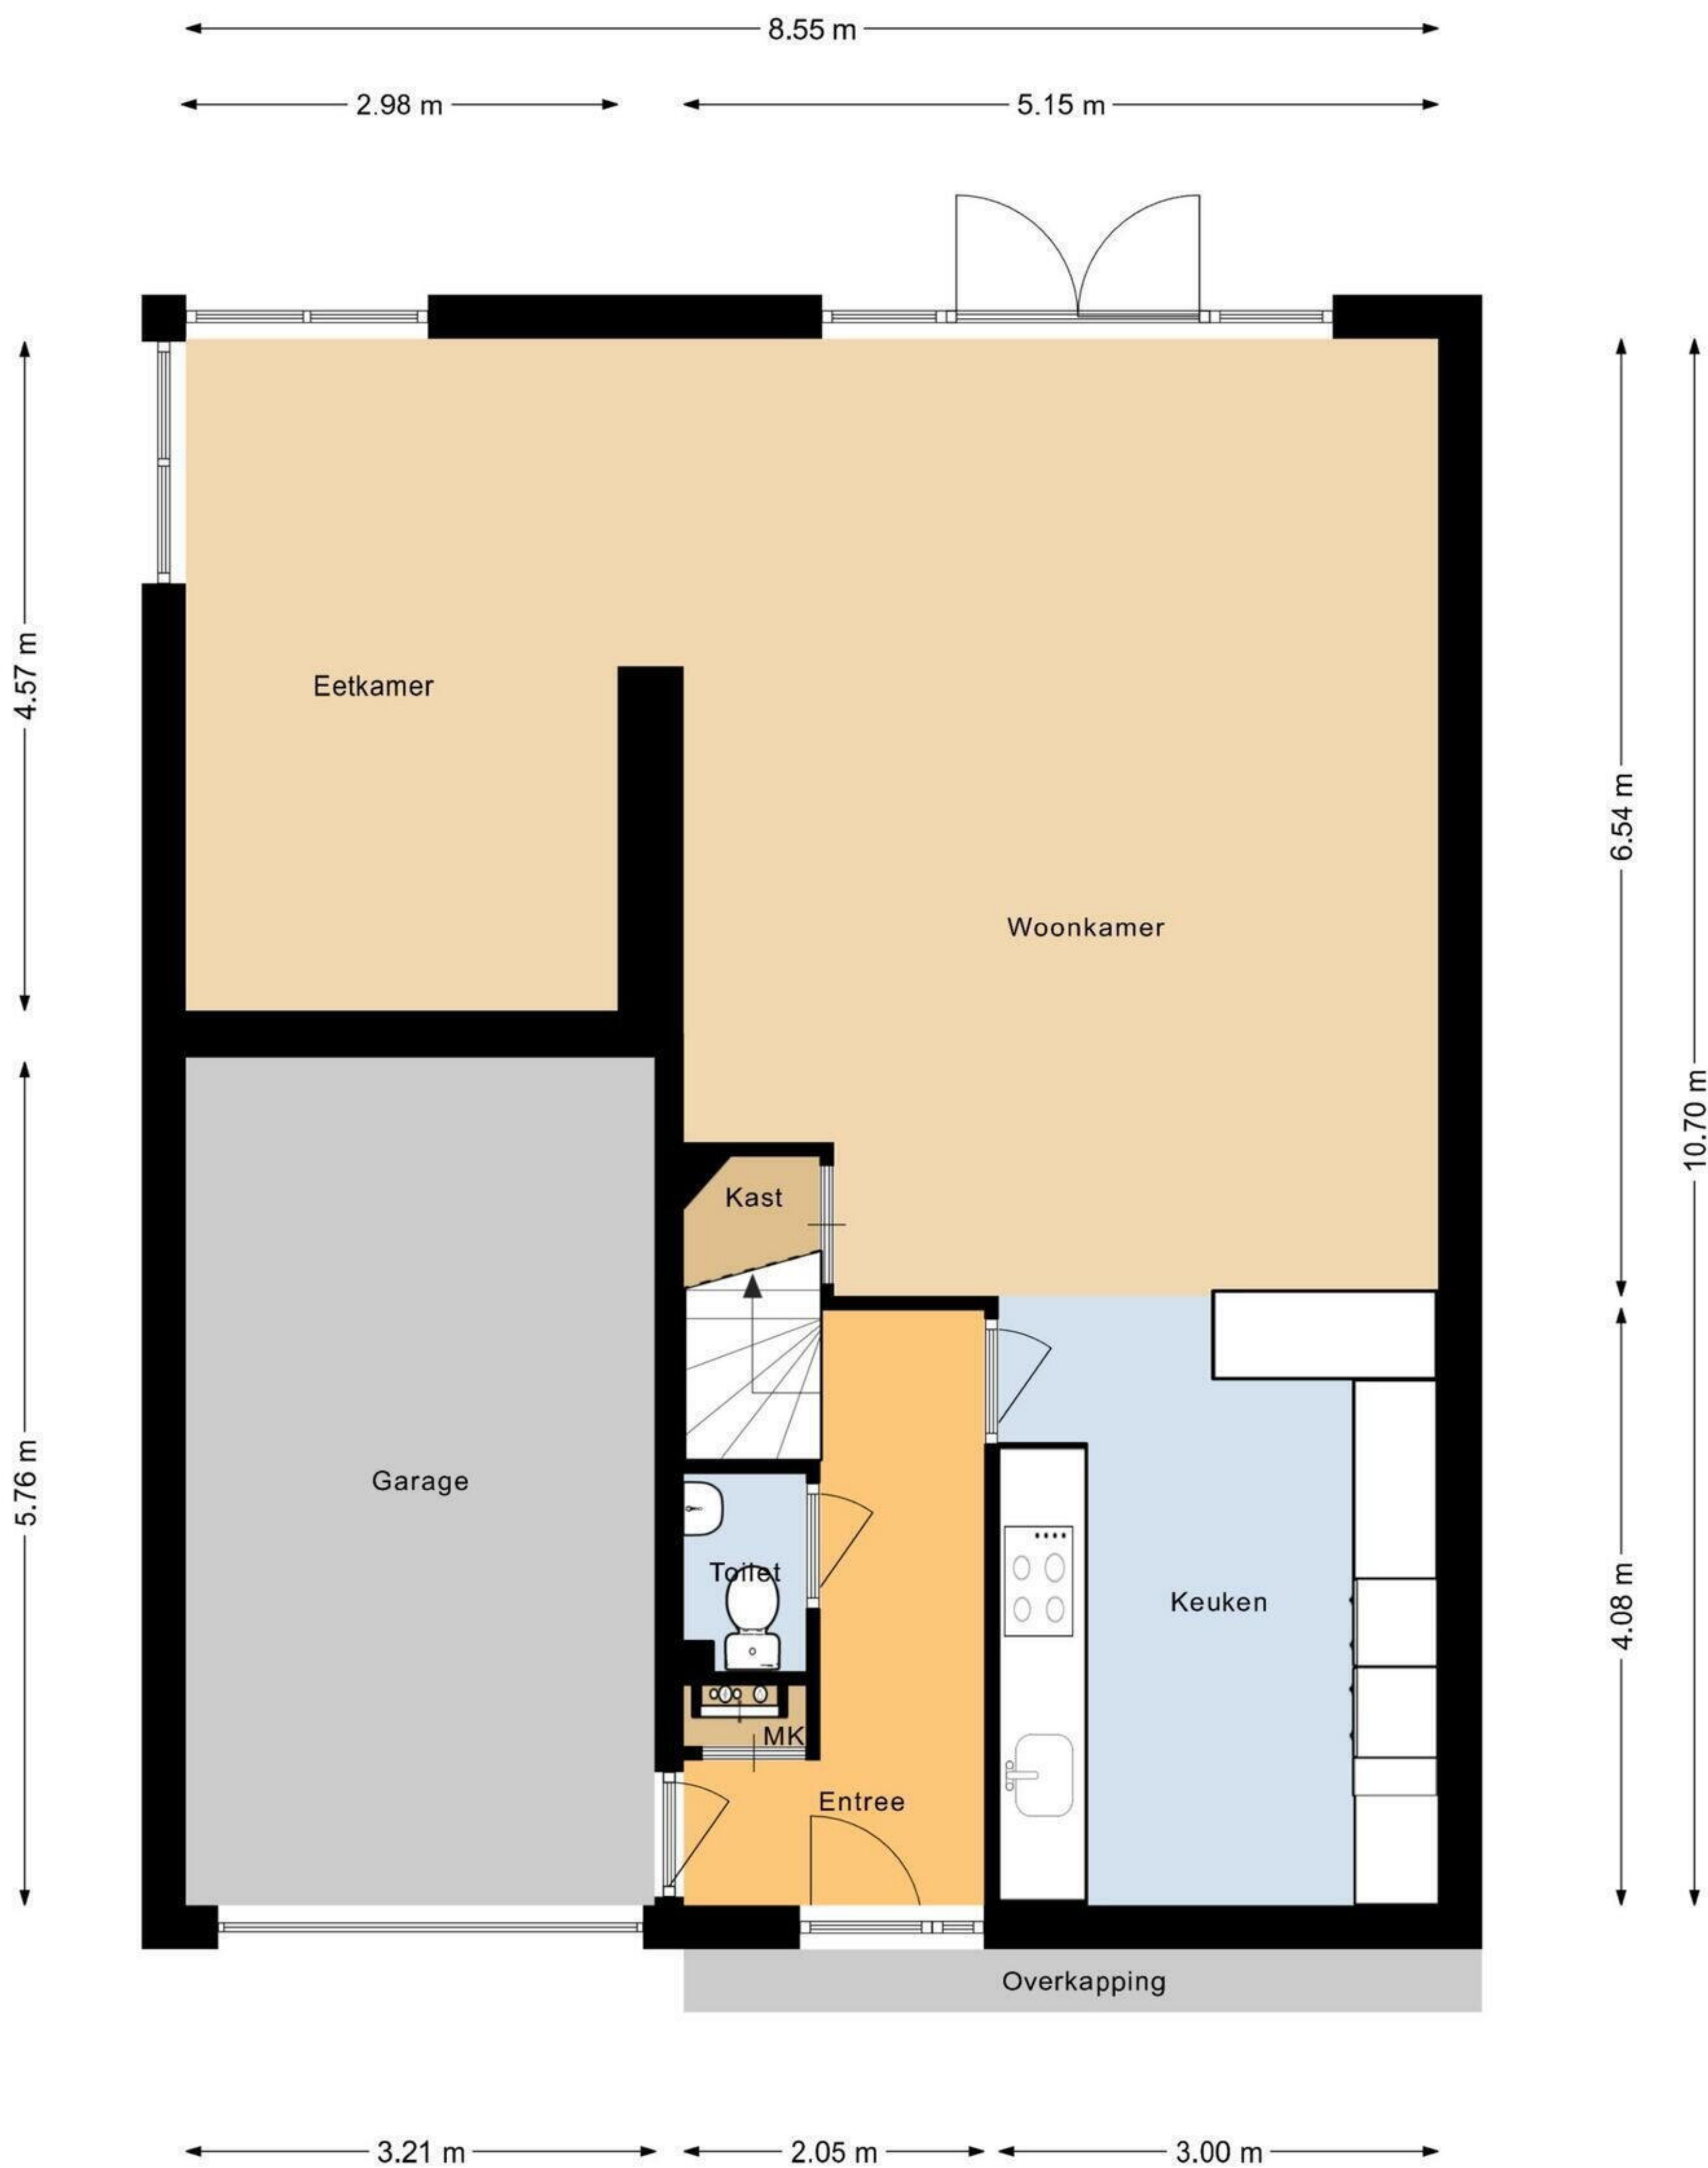 8.55 m
2.98 m
5.15 m
4.57 m
Eetkamer
6.54 m
Woonkamer
10.70 m
Kast
Garage
5.76 m
Toilet
Keuken
4.08 m
MK
Entree
Overkapping
3.21 m
2.05 m
3.00 m